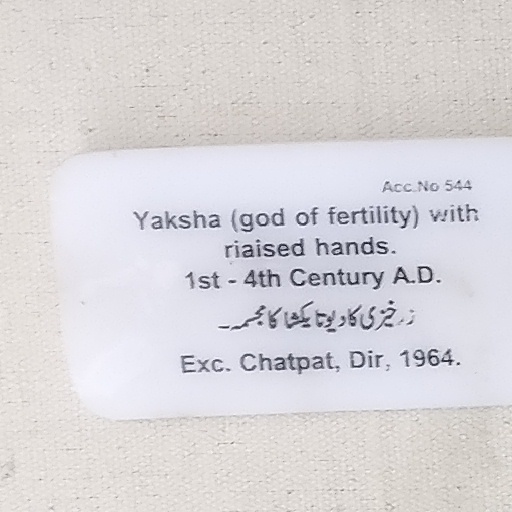 Acc.No 544
Yaksha (god of fertility) with
riaised hands.
1st - 4th Century A.D.
زرخیزی کا دیوتا یکشا کا مجسمہ۔
Exc. Chatpat, Dir, 1964.